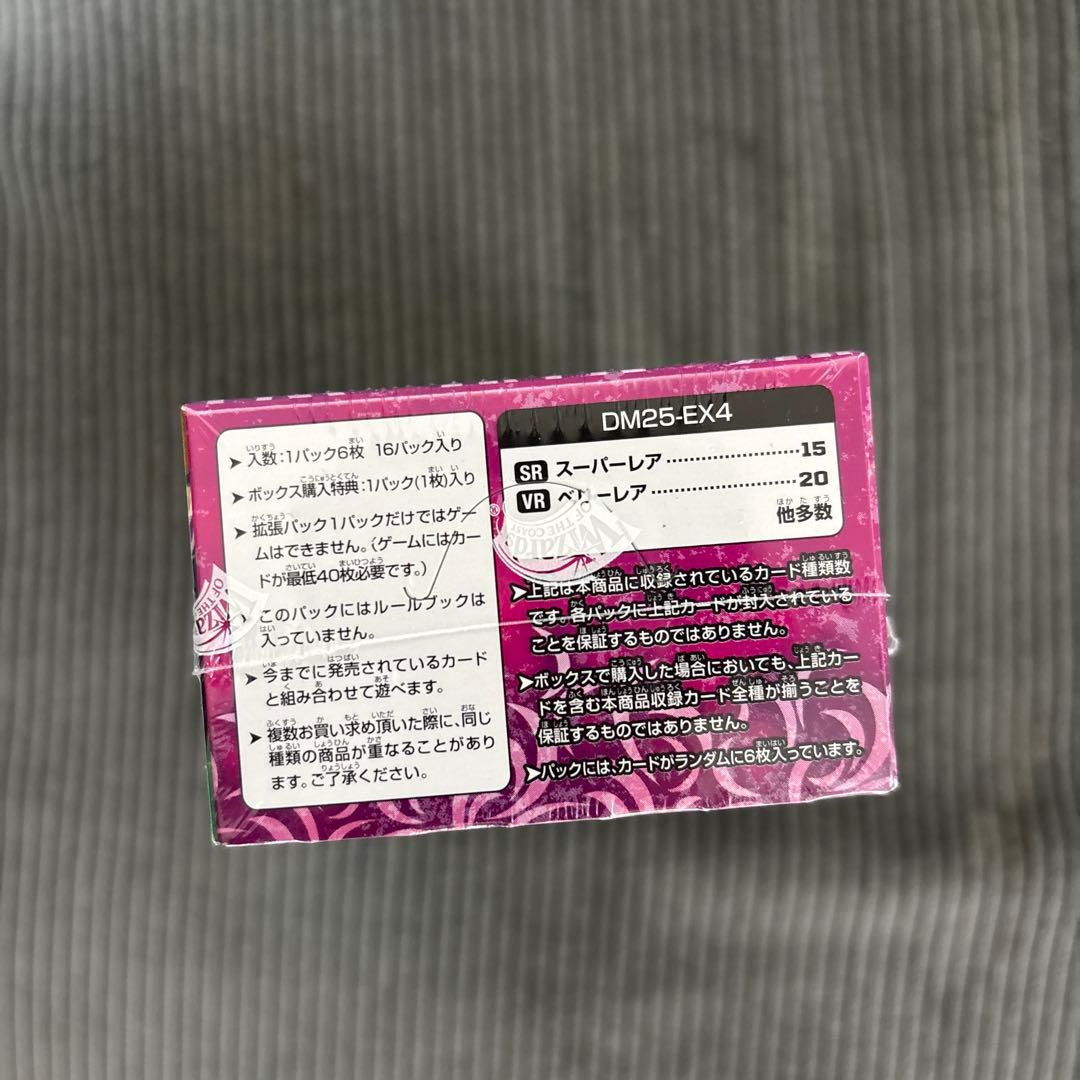 ➤入数:1パック6枚 16パック入り
➤ボックス購入特典:1パック(1枚)入り
➤拡張パック1パックだけではゲー
ムはできません。(ゲームにはカー
ドが最低40枚必要です。)
このパックにはルールブックは
入っていません。
➤今までに発売されているカード
と組み合わせて遊べます。
➤複数お買い求め頂いた際に、同じ
種類の商品が重なることがあり
ます。ご了承ください。
DM25-EX4
SR スーパーレア 15
VR ベリーレア 20
他多数
➤上記は本商品に収録されているカード種類数
です。各パックに上記カードが封入されている
ことを保証するものではありません。
➤ボックスで購入した場合においても、上記カー
ドを含む本商品収録カード全種が揃うことを
保証するものではありません。
➤パックには、カードがランダムに6枚入っています。
Wizards
OF THE COAST
OF THE